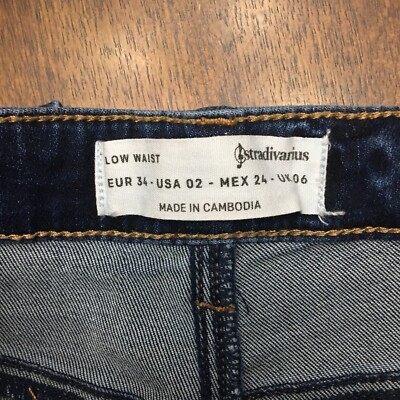 LOW WAIST stradivarius
EUR 34 · USA 02 - MEX 24 · UK 06
MADE IN CAMBODIA